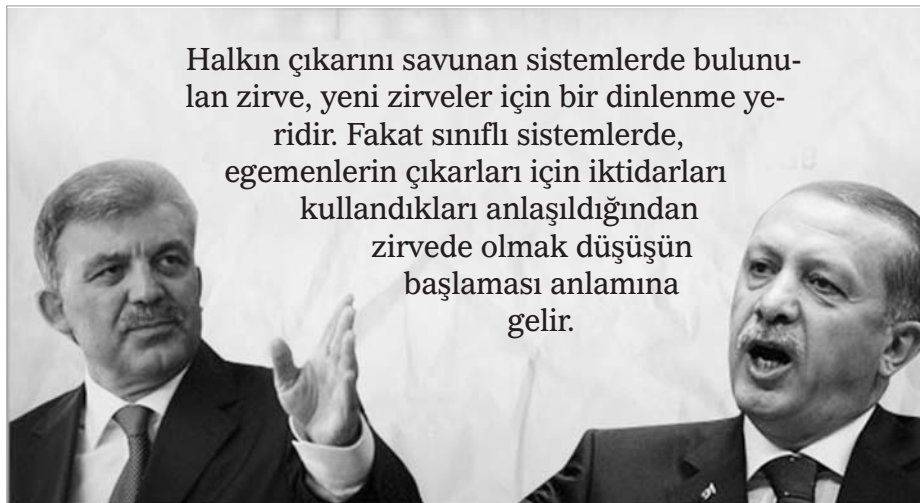 Halkın çıkarını savunan sistemlerde bulunu-
lan zirve, yeni zirveler için bir dinlenme ye-
ridir. Fakat sınıflı sistemlerde,
egemenlerin çıkarları için iktidarları
kullandıkları anlaşıldığından
zirvede olmak düşüşün
başlaması anlamına
gelir.